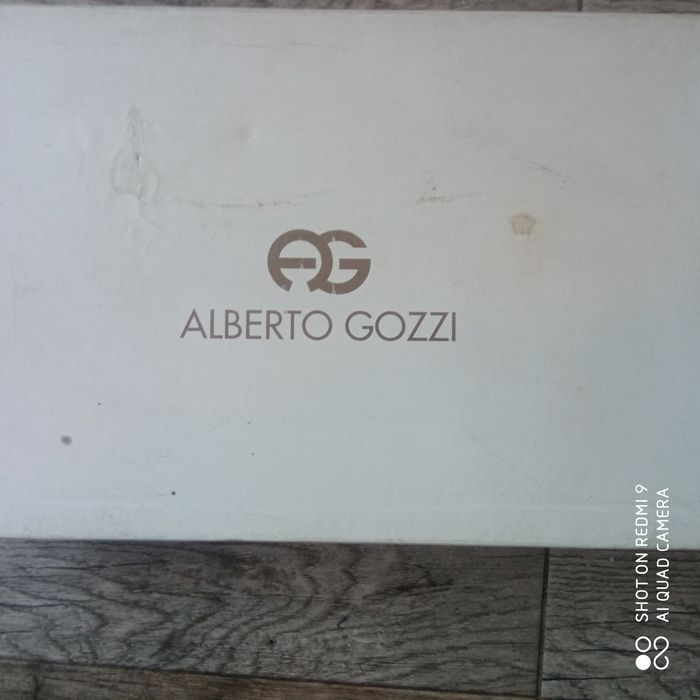 AG
ALBERTO GOZZI
SHOT ON REDMI 9
AI QUAD CAMERA